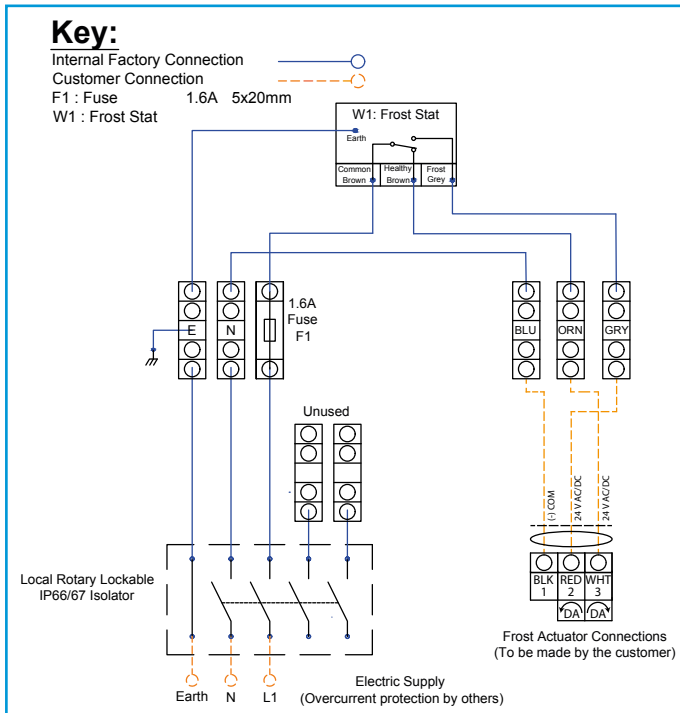 Key:
Internal Factory Connection
Customer Connection
F1 : Fuse 1.6A 5x20mm
W1 : Frost Stat
W1: Frost Stat
Earth
Common Healthy Frost
Brown Brown Grey
E N
1.6A
Fuse
F1
BLU ORN GRY
Unused
(-) COM
24 V AC/DC
24 V AC/DC
Local Rotary Lockable
IP66/67 Isolator
BLK RED WHT
1 2 3
DA DA
Frost Actuator Connections
(To be made by the customer)
Earth N L1
Electric Supply
(Overcurrent protection by others)